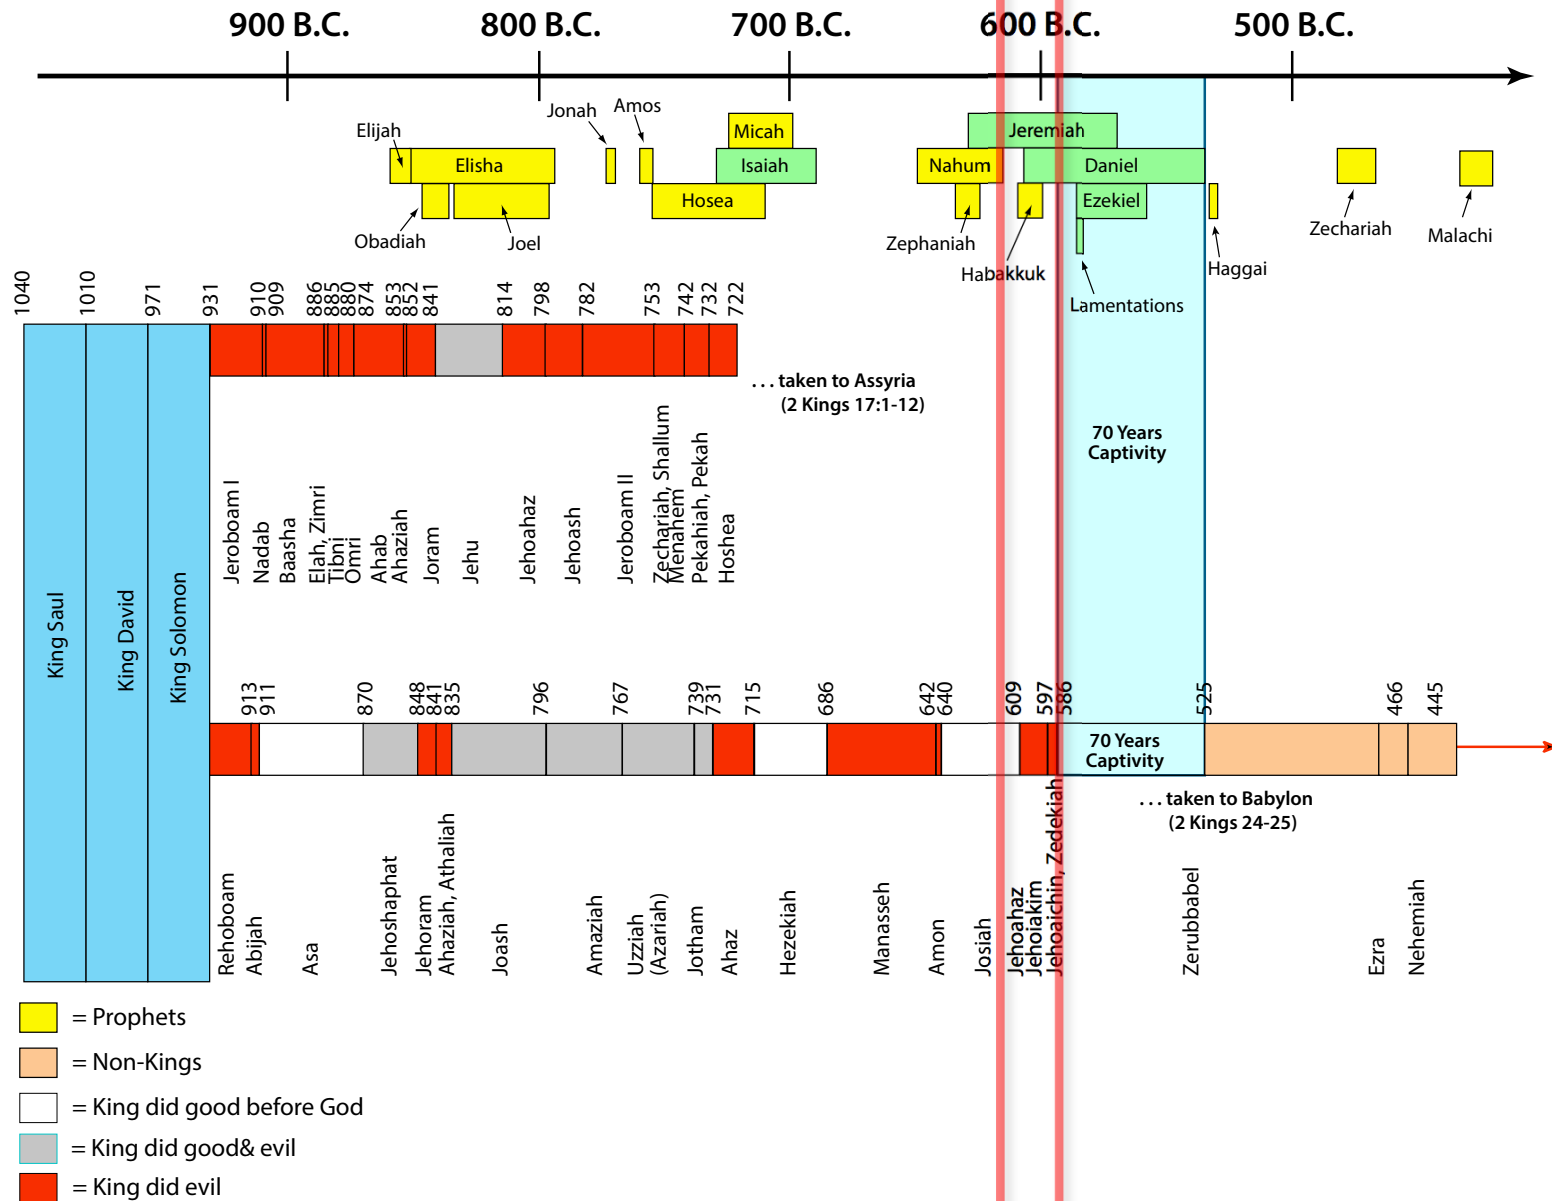 900 B.C.
800 B.C.
700 B.C.
600 B.C.
500 B.C.
Jonah
Amos
Elijah
Micah
Jeremiah
Elisha
Isaiah
Nahum
Daniel
Hosea
Ezekiel
Obadiah
Joel
Zephaniah
Habakkuk
Lamentations
Haggai
Zechariah
Malachi
1040
1010
971
931
910
909
886
885
880
874
853
852
841
814
798
782
753
742
732
722
. . . taken to Assyria
(2 Kings 17:1-12)
70 Years
Captivity
King Saul
King David
King Solomon
Jeroboam I
Nadab
Baasha
Elah, Zimri
Tibni
Omri
Ahab
Ahaziah
Joram
Jehu
Jehoahaz
Jehoash
Jeroboam II
Zechariah, Shallum
Menahem
Pekahiah, Pekah
Hoshea
913
911
870
848
841
835
796
767
739
731
715
686
642
640
609
597
586
525
466
445
70 Years
Captivity
. . . taken to Babylon
(2 Kings 24-25)
Rehoboam
Abijah
Asa
Jehoshaphat
Jehoram
Ahaziah, Athaliah
Joash
Amaziah
Uzziah
(Azariah)
Jotham
Ahaz
Hezekiah
Manasseh
Amon
Josiah
Jehoahaz
Jehoiakim
Jehoaichin, Zedekiah
Zerubbabel
Ezra
Nehemiah
= Prophets
= Non-Kings
= King did good before God
= King did good& evil
= King did evil